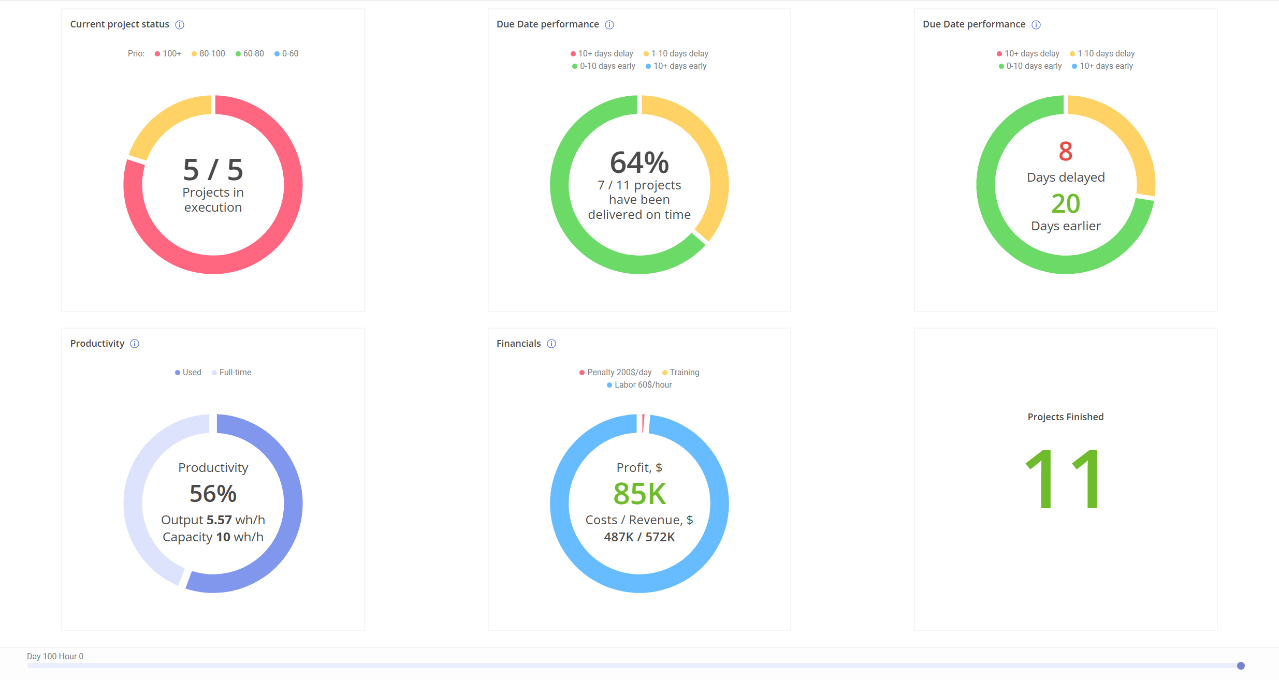 Current project status
Prio: 100+ 80-100 60-80 0-60
5 / 5
Projects in
execution
Due Date performance
10+ days delay 1-10 days delay
0-10 days early 10+ days early
64%
7 / 11 projects
have been
delivered on time
Due Date performance
10+ days delay 1-10 days delay
0-10 days early 10+ days early
8
Days delayed
20
Days earlier
Productivity
Used Full-time
Productivity
56%
Output 5.57 wh/h
Capacity 10 wh/h
Financials
Penalty 200$/day Training
Labor 60$/hour
Profit, $
85K
Costs / Revenue, $
487K / 572K
Projects Finished
11
Day 100 Hour 0